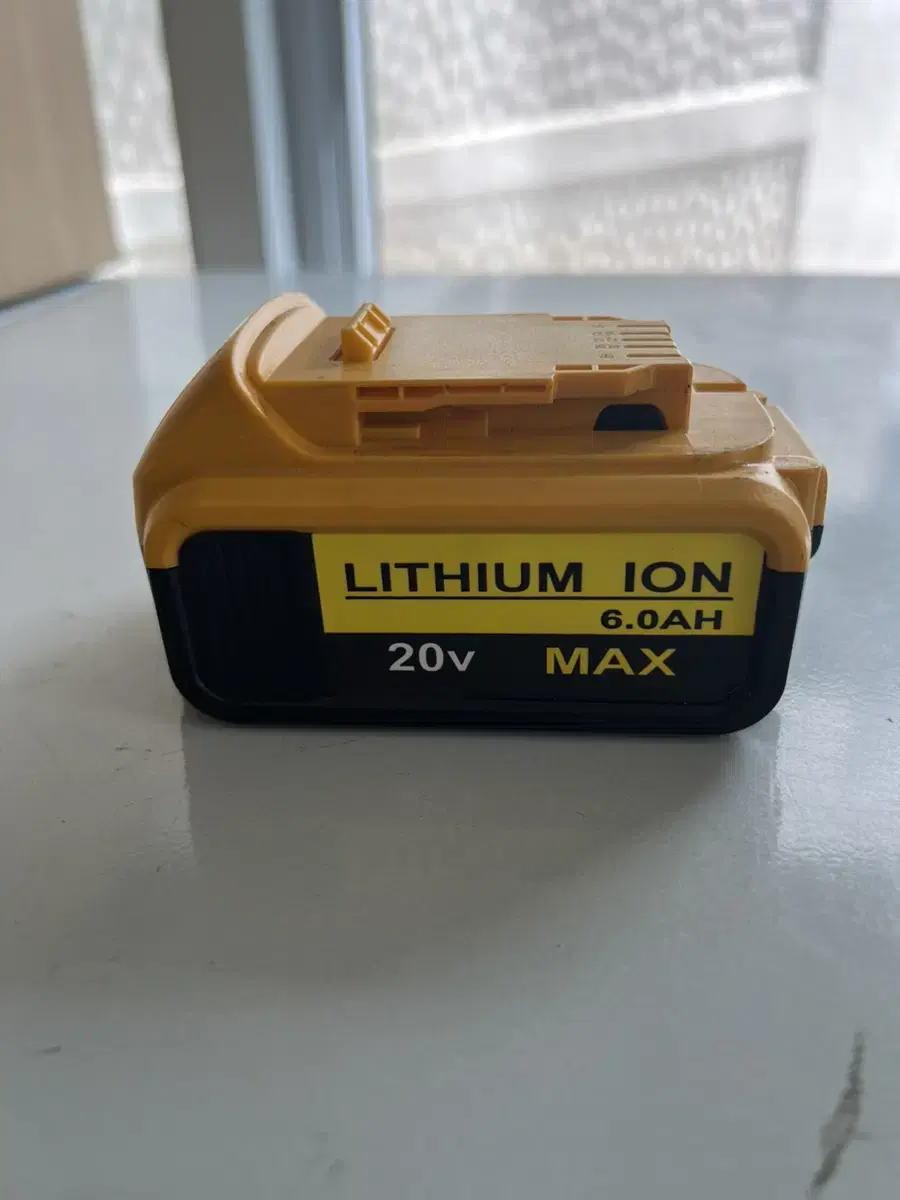 LITHIUM ION
6.0AH
20v MAX